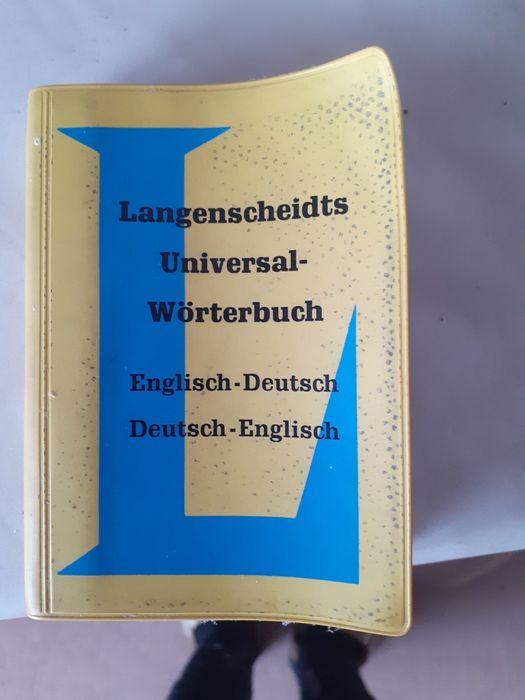 Langenscheidts
Universal-
Wörterbuch
Englisch-Deutsch
Deutsch-Englisch